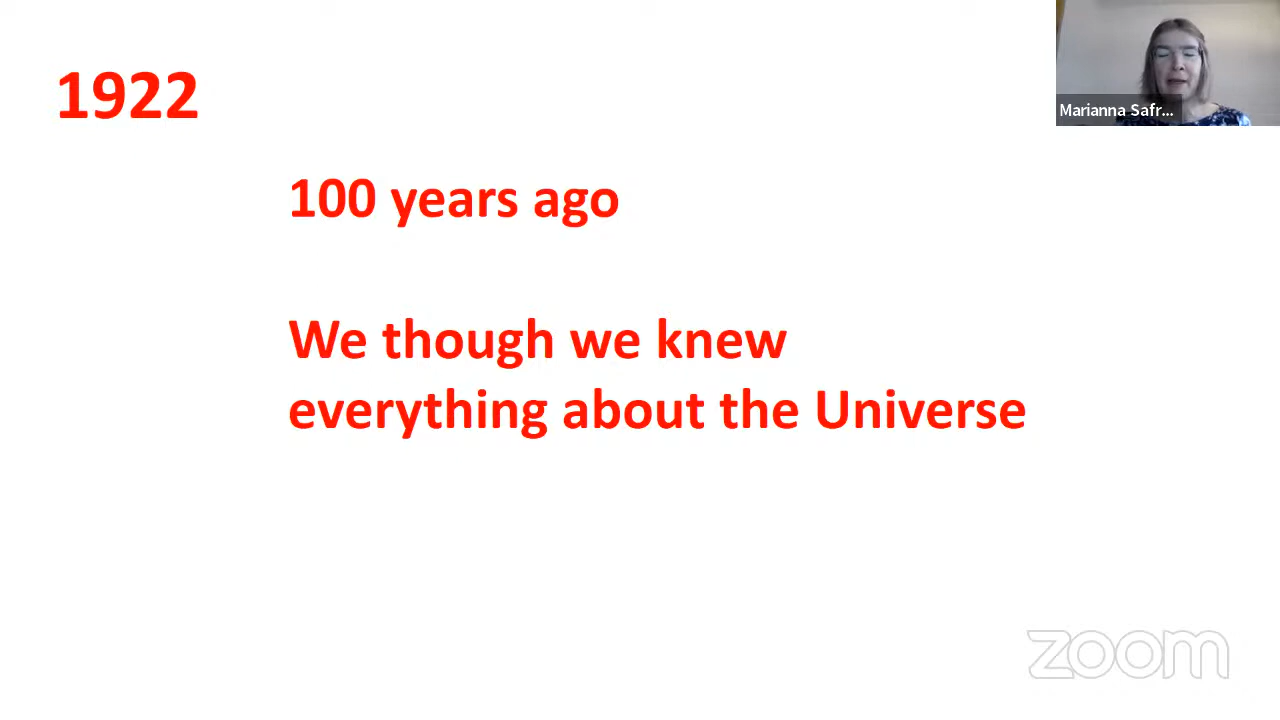 1922
Marianna Safr...
100 years ago
We though we knew
everything about the Universe
zoom